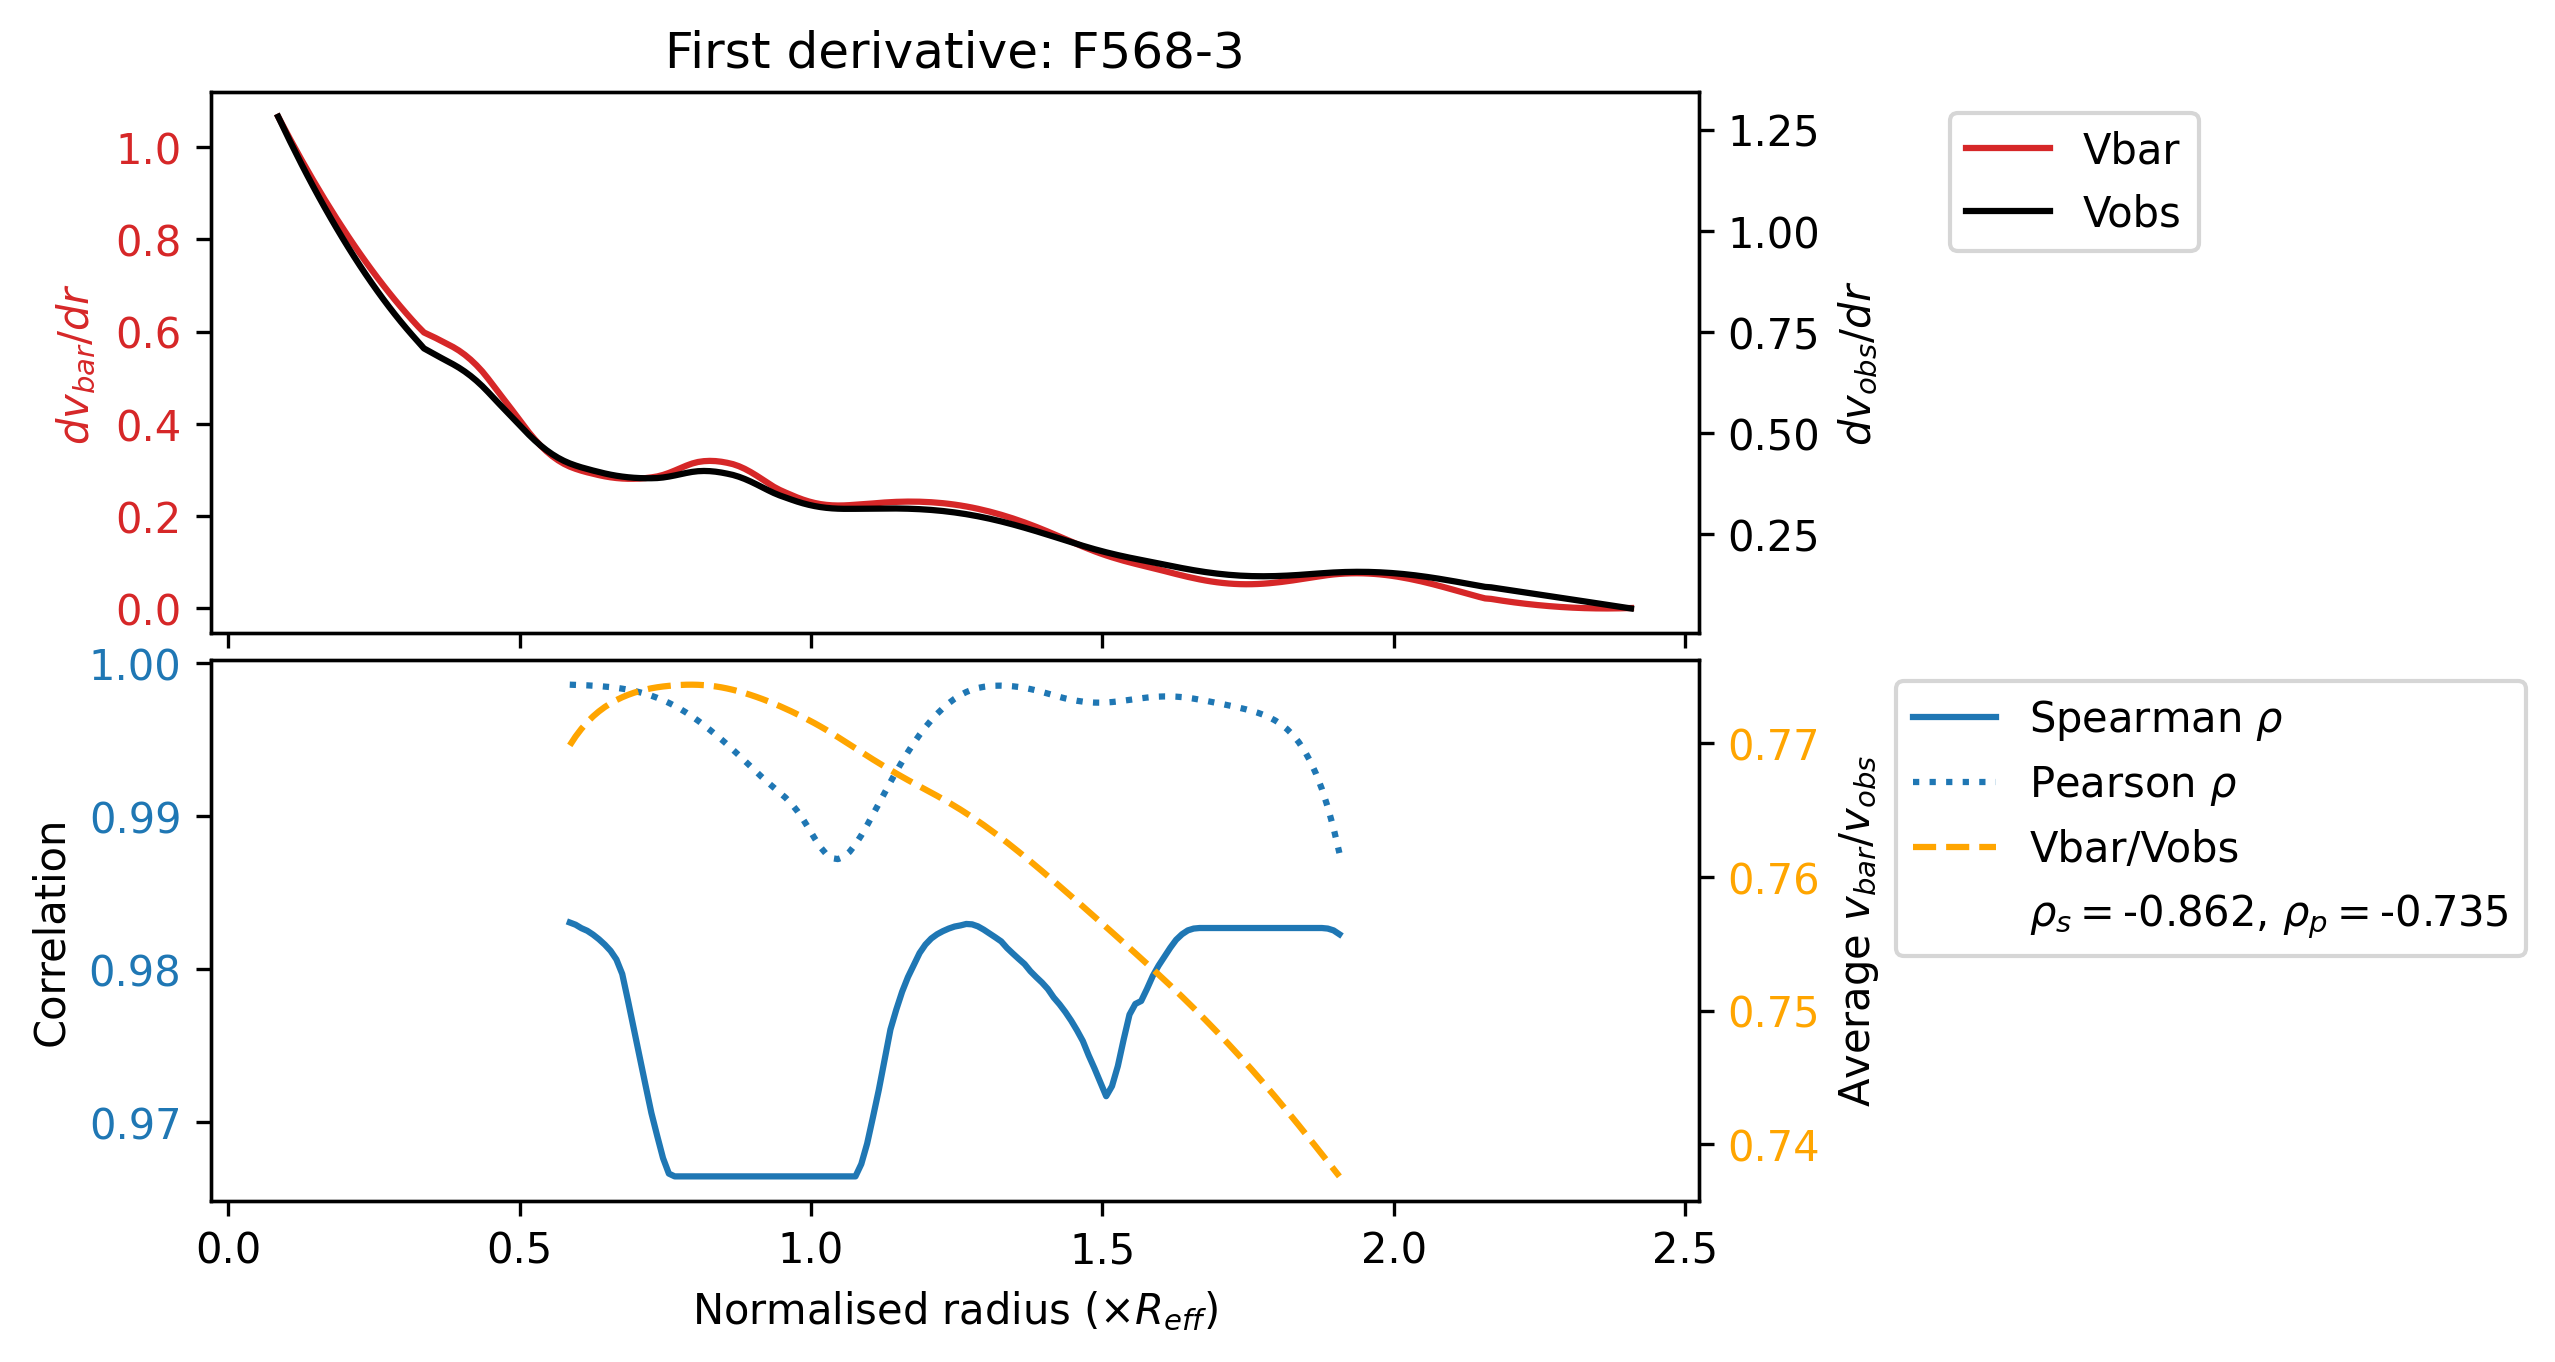 First derivative: F568-3
1.0
0.8
0.6
0.4
0.2
0.0
dv_bar/dr
1.25
1.00
0.75
0.50
0.25
dv_obs/dr
Vbar
Vobs
1.00
0.99
0.98
0.97
Correlation
0.77
0.76
0.75
0.74
Average v_bar/v_obs
Spearman ρ
Pearson ρ
Vbar/Vobs
ρ_s = -0.862, ρ_p = -0.735
0.0 0.5 1.0 1.5 2.0 2.5
Normalised radius (×R_eff)